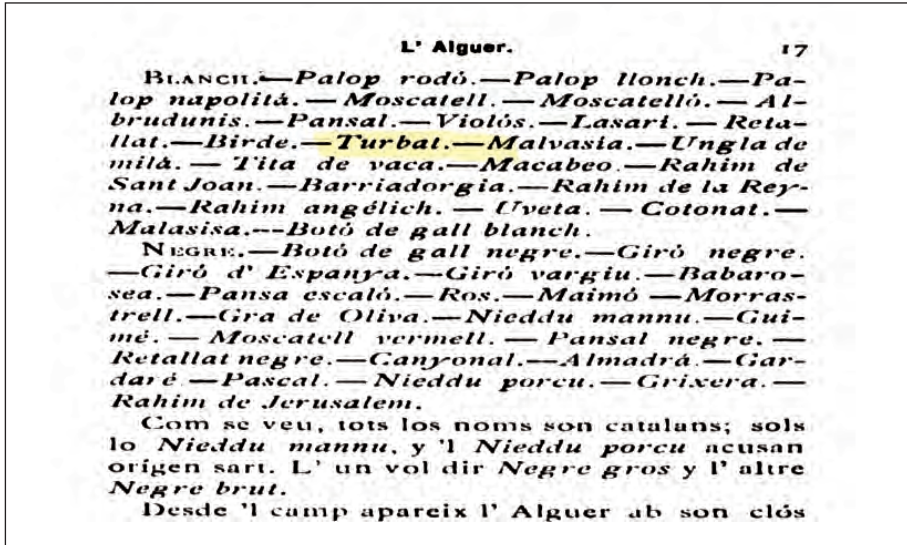 L' Alguer. 17
BLANCH.—Palop rodó.—Palop llonch.—Pa-
lop napolitá.—Moscatell.—Moscatelló.—Al-
brudunis.—Pansal.—Violós.—Lasari.—Reta-
llat.—Birde.—Turbat.—Malvasia.—Ungla de
milá.—Tita de vaca.—Macabeo.—Rahim de
Sant Joan.—Barriadorgia.—Rahim de la Rey-
na.—Rahim angélich.—Uveta.—Cotonat.—
Malasisa.--Botó de gall blanch.
NEGRE.—Botó de gall negre.—Giró negre.
—Giró d' Espanya.—Giró vargiu.—Babaro-
sea.—Pansa escaló.—Ros.—Maimó—Morras-
trell.—Gra de Oliva.—Nieddu mannu.—Gui-
mé.—Moscatell vermell.—Pansal negre.—
Retallat negre.—Canyonal.—Almadrá.—Gar-
daré—Pascal.—Nieddu porcu.—Grixera.—
Rahim de Jerusalem.
Com se veu, tots los noms son catalans; sols
lo Nieddu mannu, y 'l Nieddu porcu acusan
origen sart. L' un vol dir Negre gros y l' altre
Negre brut.
Desde 'l camp apareix l' Alguer ab son clós